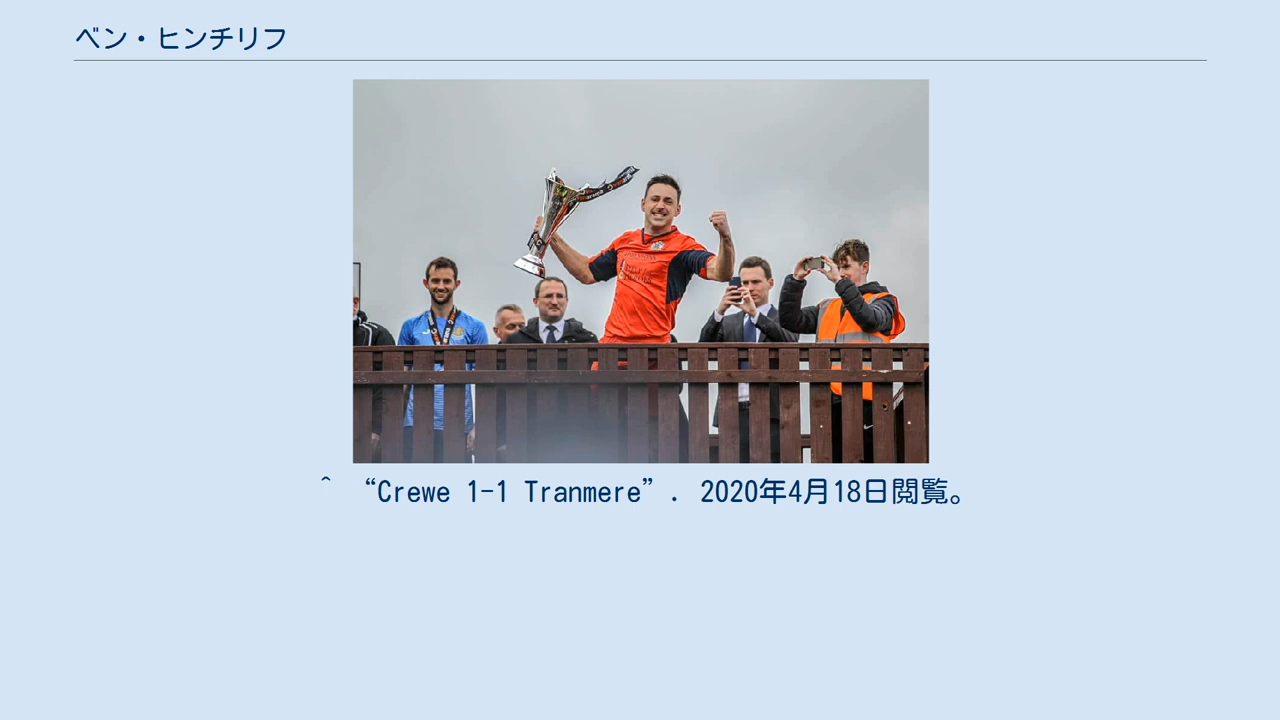 ベン・ヒンチリフ
^ “Crewe 1-1 Tranmere”. 2020年4月18日閲覧。